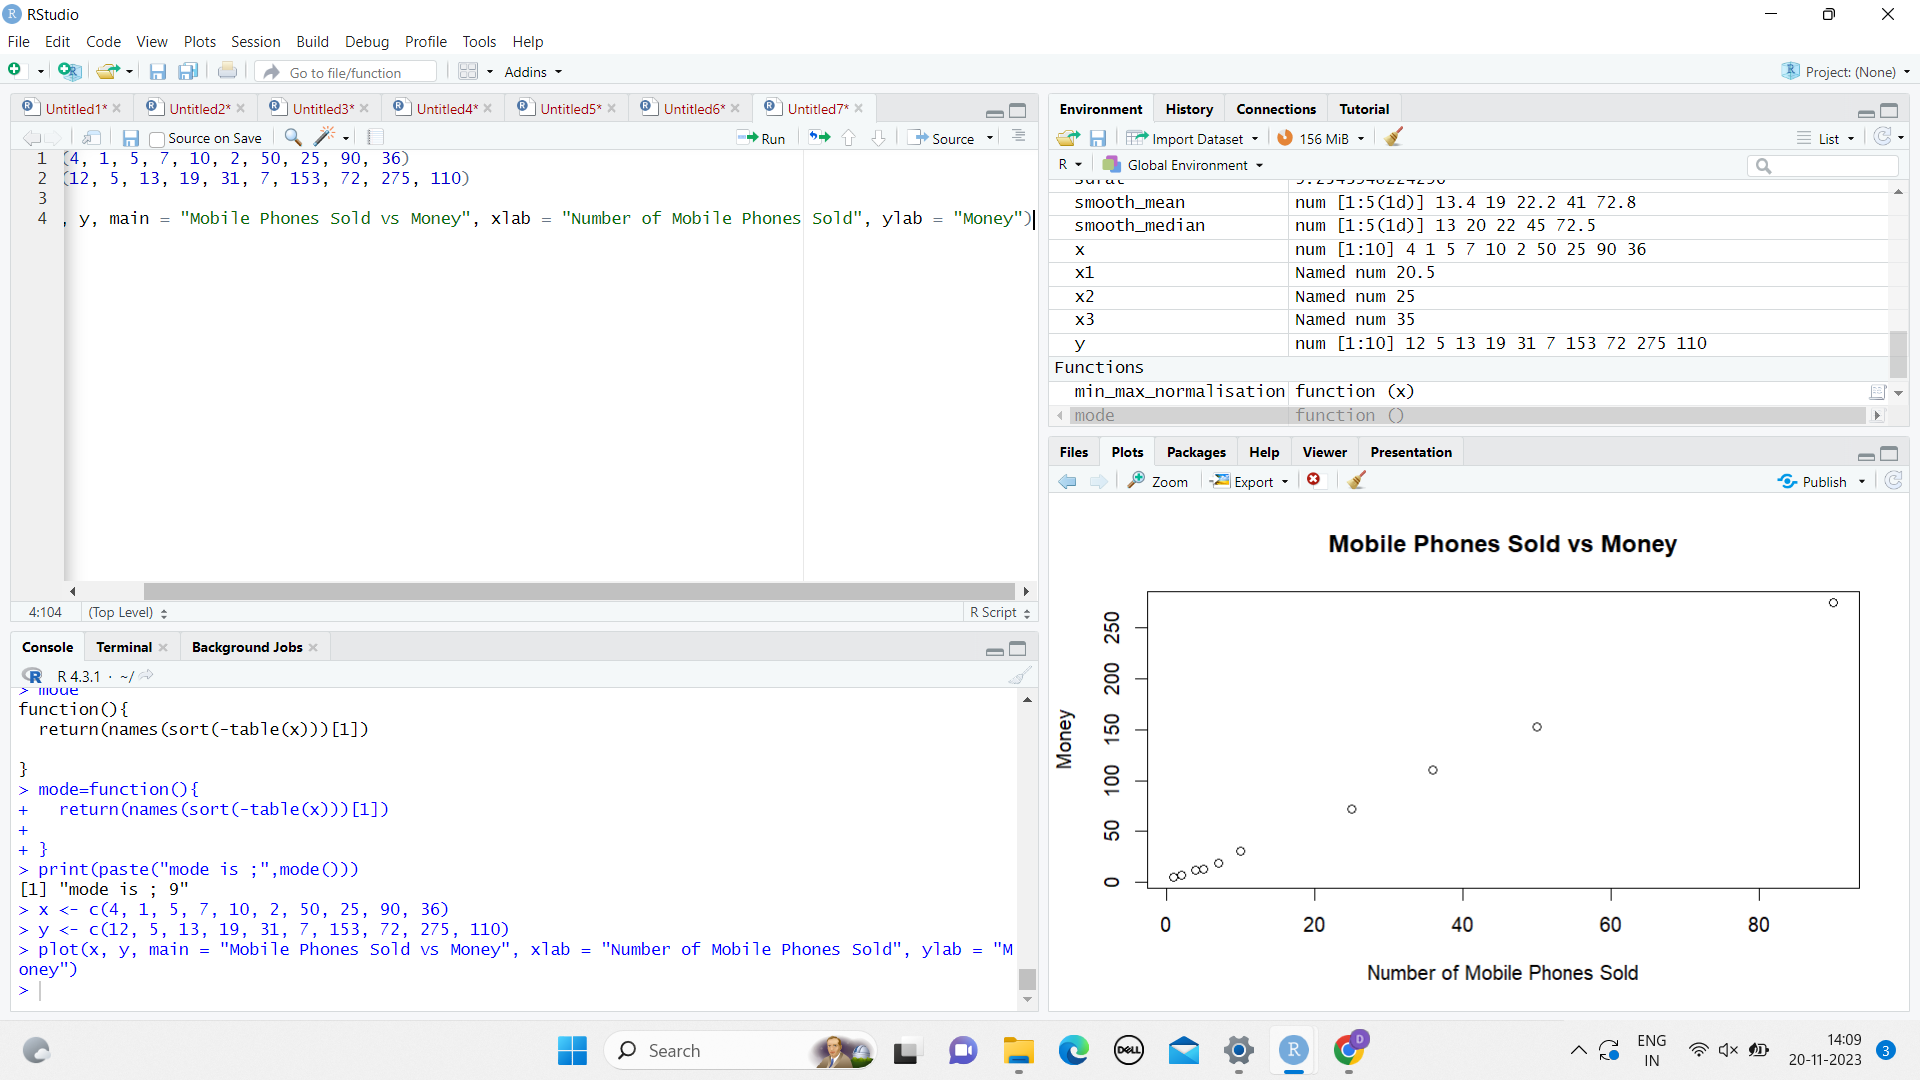 RStudio
File Edit Code View Plots Session Build Debug Profile Tools Help
Go to file/function Addins Project: (None)
Untitled1* Untitled2* Untitled3* Untitled4* Untitled5* Untitled6* Untitled7*
Source on Save Run Source
1 (4, 1, 5, 7, 10, 2, 50, 25, 90, 36)
2 (12, 5, 13, 19, 31, 7, 153, 72, 275, 110)
3
4 , y, main = "Mobile Phones Sold vs Money", xlab = "Number of Mobile Phones Sold", ylab = "Money")
4:104 (Top Level) R Script
Console Terminal Background Jobs
R 4.3.1 · ~/
> mode
function(){
return(names(sort(-table(x)))[1])
}
> mode=function(){
+ return(names(sort(-table(x)))[1])
+
+ }
> print(paste("mode is ;",mode()))
[1] "mode is ; 9"
> x <- c(4, 1, 5, 7, 10, 2, 50, 25, 90, 36)
> y <- c(12, 5, 13, 19, 31, 7, 153, 72, 275, 110)
> plot(x, y, main = "Mobile Phones Sold vs Money", xlab = "Number of Mobile Phones Sold", ylab = "M
oney")
>
Environment History Connections Tutorial
Import Dataset 156 MiB List
R Global Environment
smooth_mean num [1:5(1d)] 13.4 19 22.2 41 72.8
smooth_median num [1:5(1d)] 13 20 22 45 72.5
x num [1:10] 4 1 5 7 10 2 50 25 90 36
x1 Named num 20.5
x2 Named num 25
x3 Named num 35
y num [1:10] 12 5 13 19 31 7 153 72 275 110
Functions
min_max_normalisation function (x)
mode function ()
Files Plots Packages Help Viewer Presentation
Zoom Export Publish
Mobile Phones Sold vs Money
Money
250
200
150
100
50
0
0 20 40 60 80
Number of Mobile Phones Sold
Search DELL R D
ENG
IN
14:09
20-11-2023
3